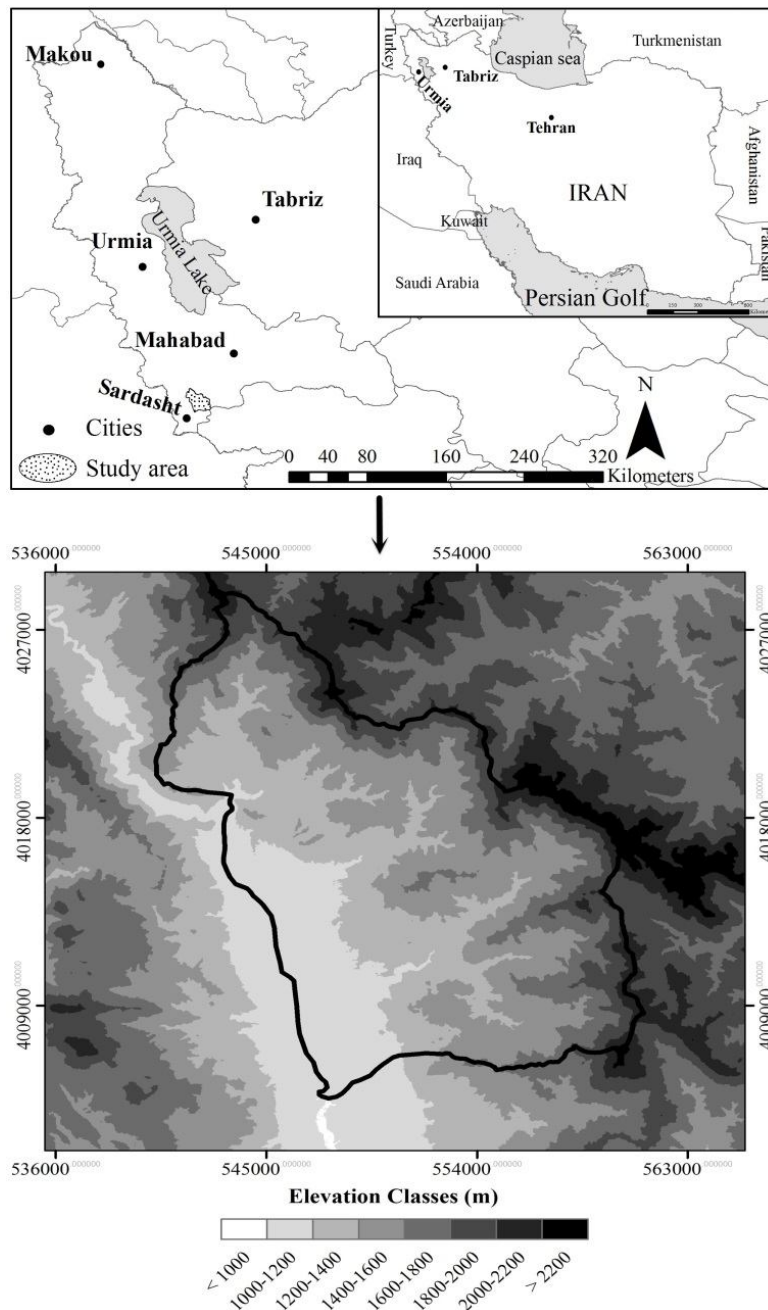 Makou
Tabriz
Urmia
Urmia Lake
Mahabad
Sardasht
Cities
Study area
0 40 80 160 240 320
Kilometers
N
Azerbaijan
Turkey
Caspian sea
Turkmenistan
Tabriz
Urmia
Tehran
Afghanistan
Iraq
IRAN
Kuwait
Pakistan
Saudi Arabia
Persian Golf
536000 545000 554000 563000
4027000 4027000
4018000 4018000
4009000 4009000
536000 545000 554000 563000
Elevation Classes (m)
< 1000
1000-1200
1200-1400
1400-1600
1600-1800
1800-2000
2000-2200
> 2200